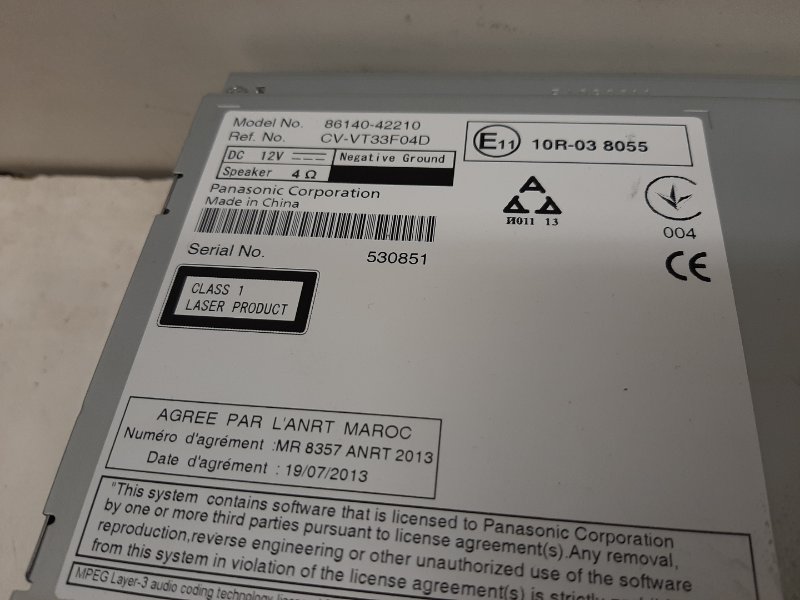 Model No. 86140-42210
Ref. No. CV-VT33F04D
DC 12V Negative Ground
Speaker 4 Ω
Panasonic Corporation
Made in China
Serial No. 530851
CLASS 1
LASER PRODUCT
E11 10R-03 8055
И011 13
004
CE
AGREE PAR L'ANRT MAROC
Numéro d'agrément :MR 8357 ANRT 2013
Date d'agrément : 19/07/2013
"This system contains software that is licensed to Panasonic Corporation
by one or more third parties pursuant to license agreement(s).Any removal,
reproduction,reverse engineering or other unauthorized use of the software
from this system in violation of the license agreement(s) is strictly
MPEG Layer-3 audio coding technology